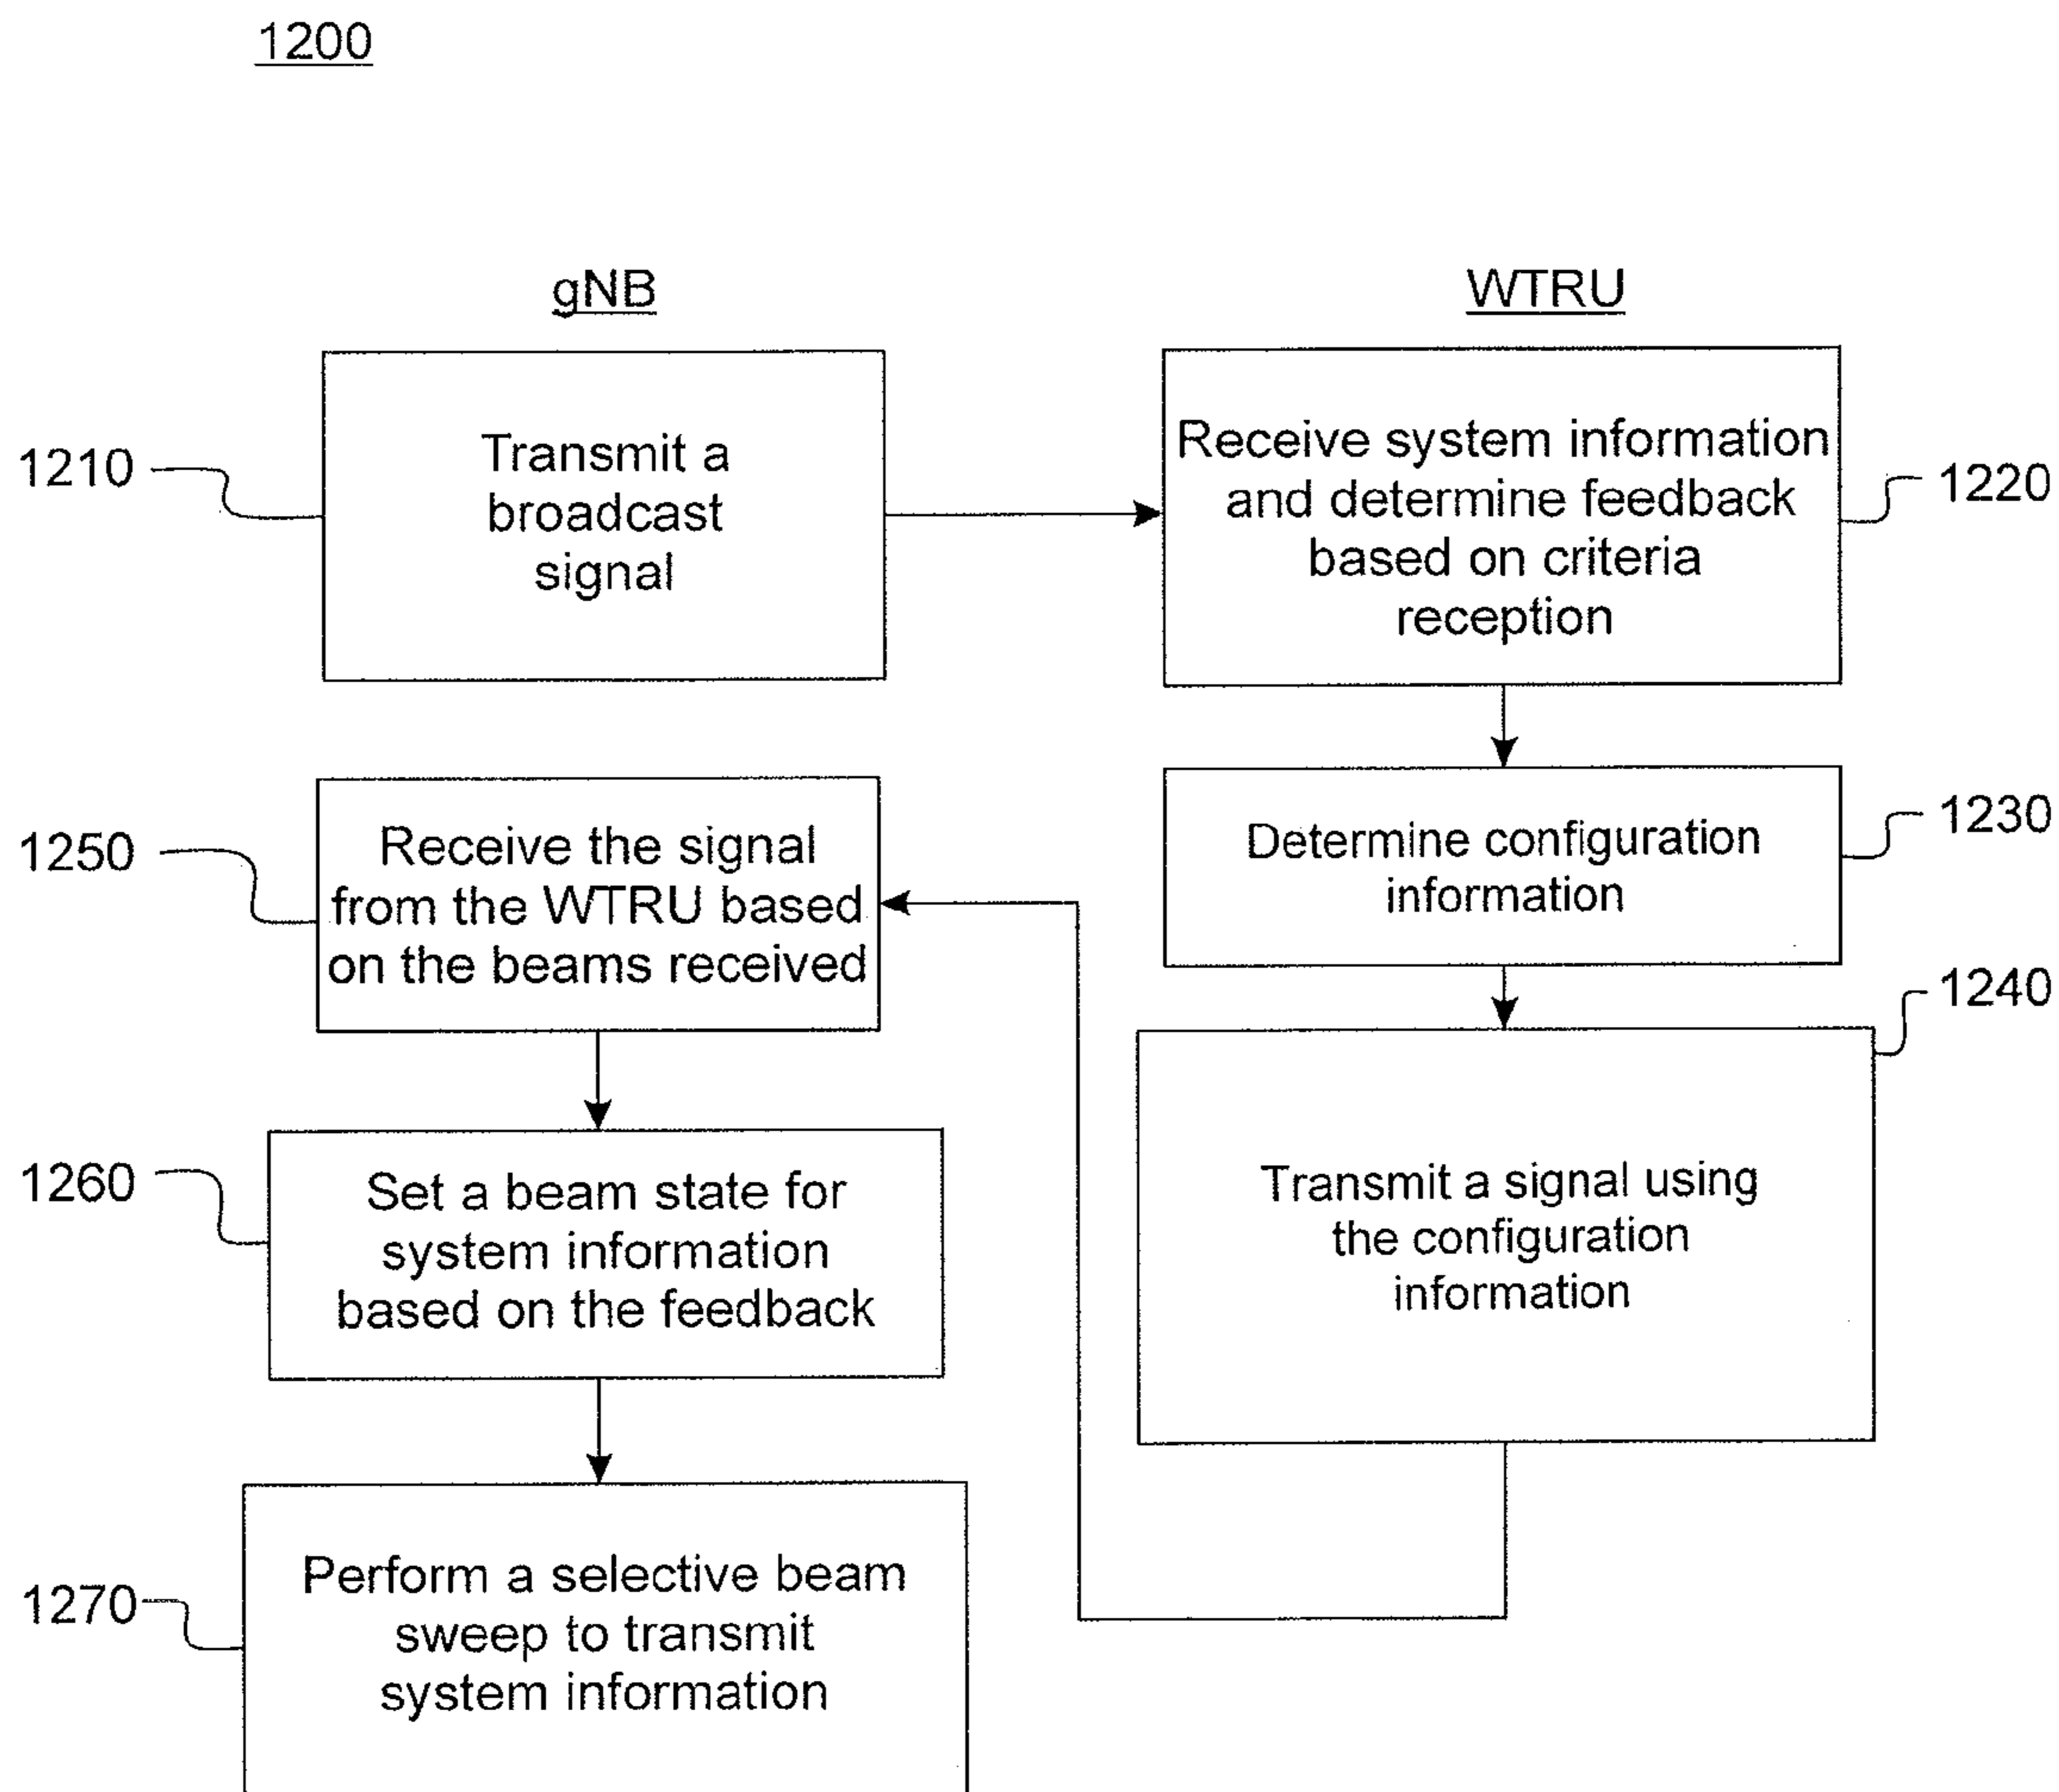 1200
gNB
WTRU
1210
Transmit a
broadcast
signal
Receive system information
and determine feedback
based on criteria
reception
1220
Determine configuration
information
1230
Transmit a signal using
the configuration
information
1240
1250
Receive the signal
from the WTRU based
on the beams received
1260
Set a beam state for
system information
based on the feedback
1270
Perform a selective beam
sweep to transmit
system information